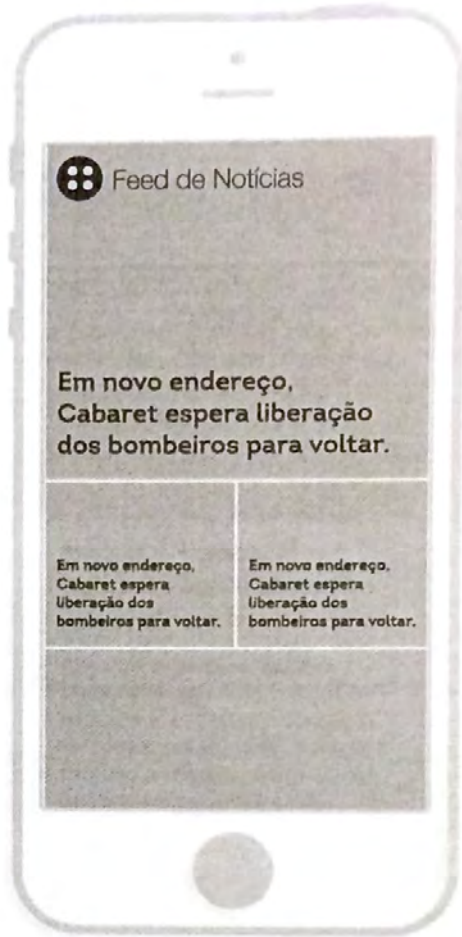 Feed de Notícias
Em novo endereço,
Cabaret espera liberação
dos bombeiros para voltar.
Em novo endereço,
Cabaret espera
liberação dos
bombeiros para voltar.
Em novo endereço,
Cabaret espera
liberação dos
bombeiros para voltar.